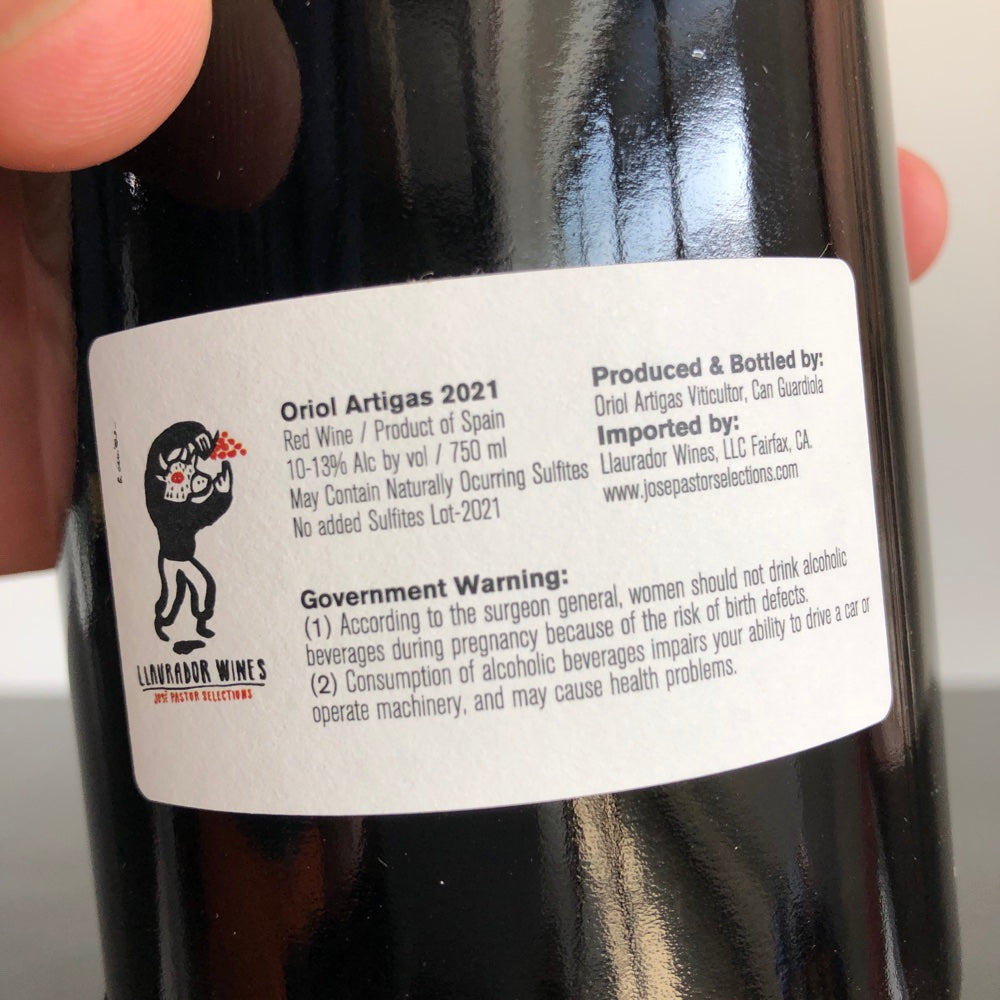 Oriol Artigas 2021
Red Wine / Product of Spain
10-13% Alc by vol / 750 ml
May Contain Naturally Ocurring Sulfites
No added Sulfites Lot-2021
Produced & Bottled by:
Oriol Artigas Viticultor, Can Guardiola
Imported by:
Llaurador Wines, LLC Fairfax, CA.
www.josepastorselections.com
Government Warning:
(1) According to the surgeon general, women should not drink alcoholic
beverages during pregnancy because of the risk of birth defects.
(2) Consumption of alcoholic beverages impairs your ability to drive a car or
operate machinery, and may cause health problems.
LLAURADOR WINES
JOSÉ PASTOR SELECTIONS